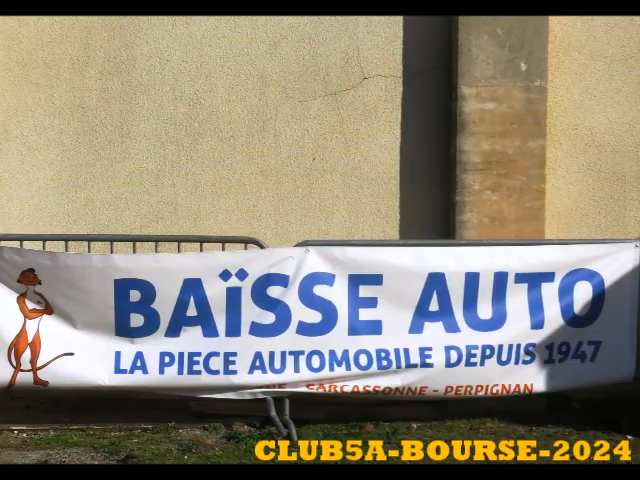 BAÏSSE AUTO
LA PIECE AUTOMOBILE DEPUIS 1947
CARCASSONNE - PERPIGNAN
CLUB5A-BOURSE-2024